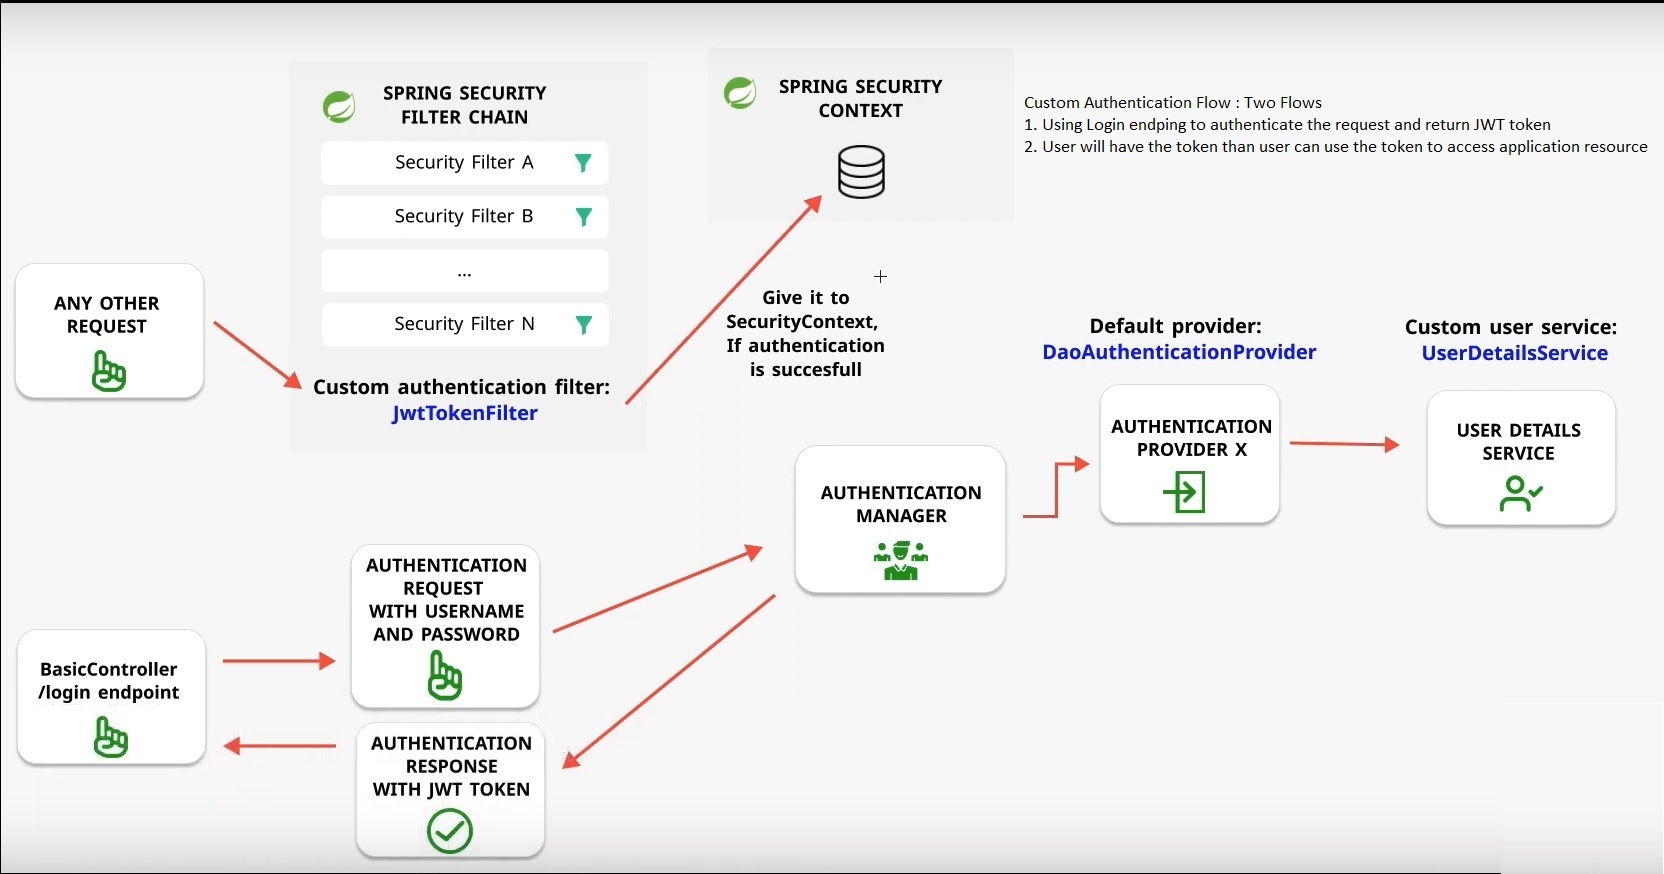 SPRING SECURITY
FILTER CHAIN
Security Filter A
Security Filter B
...
Security Filter N
Custom authentication filter:
JwtTokenFilter
SPRING SECURITY
CONTEXT
Custom Authentication Flow : Two Flows
1. Using Login endping to authenticate the request and return JWT token
2. User will have the token than user can use the token to access application resource
ANY OTHER
REQUEST
Give it to
SecurityContext,
If authentication
is succesfull
Default provider:
DaoAuthenticationProvider
Custom user service:
UserDetailsService
AUTHENTICATION
PROVIDER X
USER DETAILS
SERVICE
AUTHENTICATION
MANAGER
AUTHENTICATION
REQUEST
WITH USERNAME
AND PASSWORD
BasicController
/login endpoint
AUTHENTICATION
RESPONSE
WITH JWT TOKEN